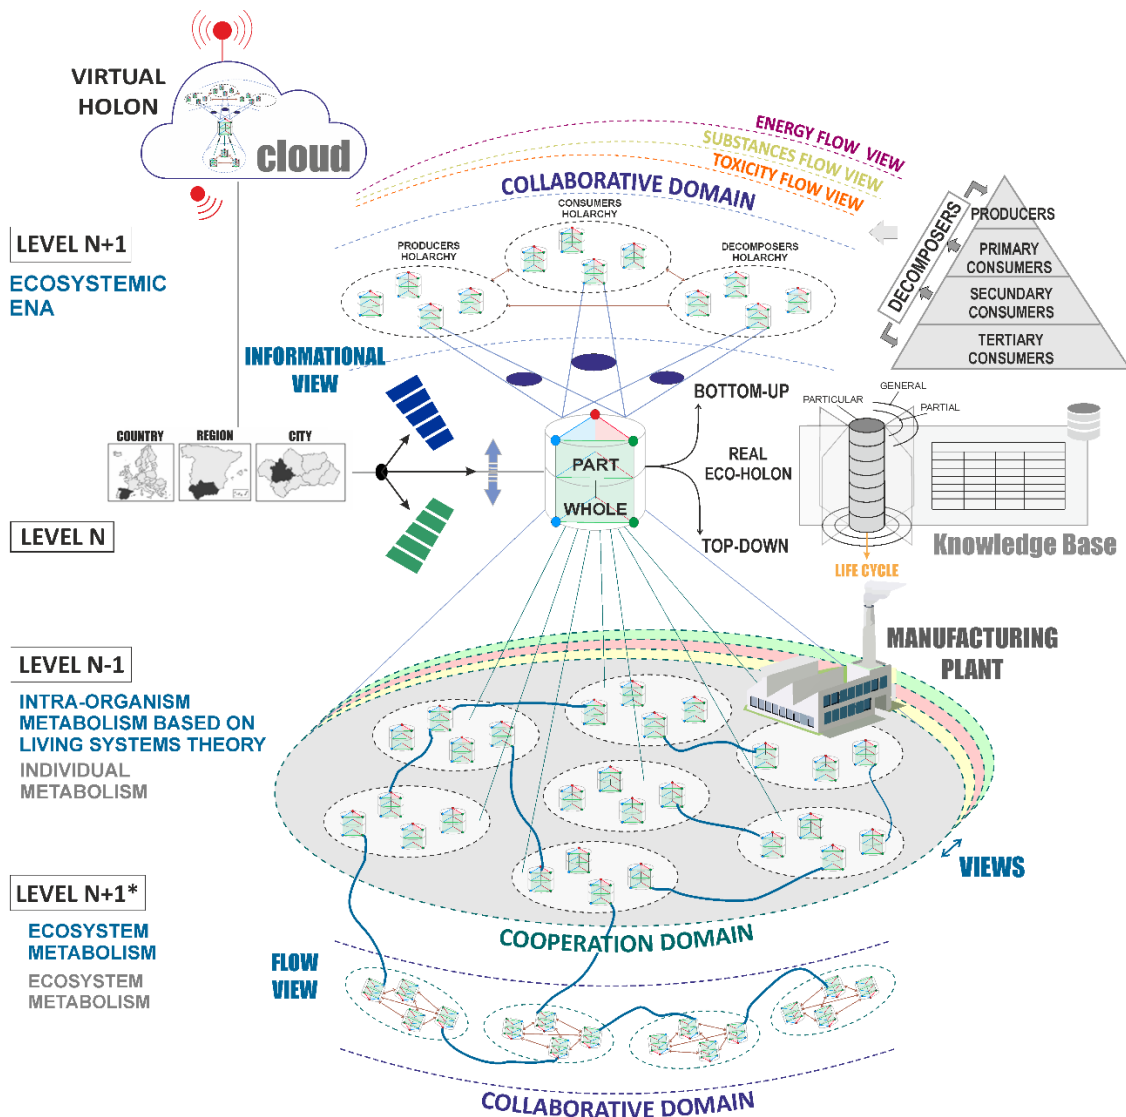 VIRTUAL
HOLON
cloud
ENERGY FLOW VIEW
SUBSTANCES FLOW VIEW
TOXICITY FLOW VIEW
COLLABORATIVE DOMAIN
CONSUMERS
HOLARCHY
PRODUCERS
HOLARCHY
DECOMPOSERS
HOLARCHY
DECOMPOSERS
PRODUCERS
PRIMARY
CONSUMERS
SECUNDARY
CONSUMERS
TERTIARY
CONSUMERS
LEVEL N+1
ECOSYSTEMIC
ENA
INFORMATIONAL
VIEW
COUNTRY
REGION
CITY
PART
WHOLE
BOTTOM-UP
REAL
ECO-HOLON
TOP-DOWN
GENERAL
PARTICULAR
PARTIAL
Knowledge Base
LIFE CYCLE
LEVEL N
MANUFACTURING
PLANT
LEVEL N-1
INTRA-ORGANISM
METABOLISM BASED ON
LIVING SYSTEMS THEORY
INDIVIDUAL
METABOLISM
VIEWS
COOPERATION DOMAIN
LEVEL N+1*
ECOSYSTEM
METABOLISM
ECOSYSTEM
METABOLISM
FLOW
VIEW
COLLABORATIVE DOMAIN